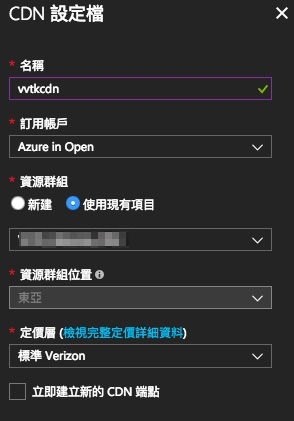 CDN 設定檔
* 名稱
vvtkcdn
* 訂用帳戶
Azure in Open
* 資源群組
新建 使用現有項目
* 資源群組位置
東亞
* 定價層 (檢視完整定價詳細資料)
標準 Verizon
立即建立新的 CDN 端點